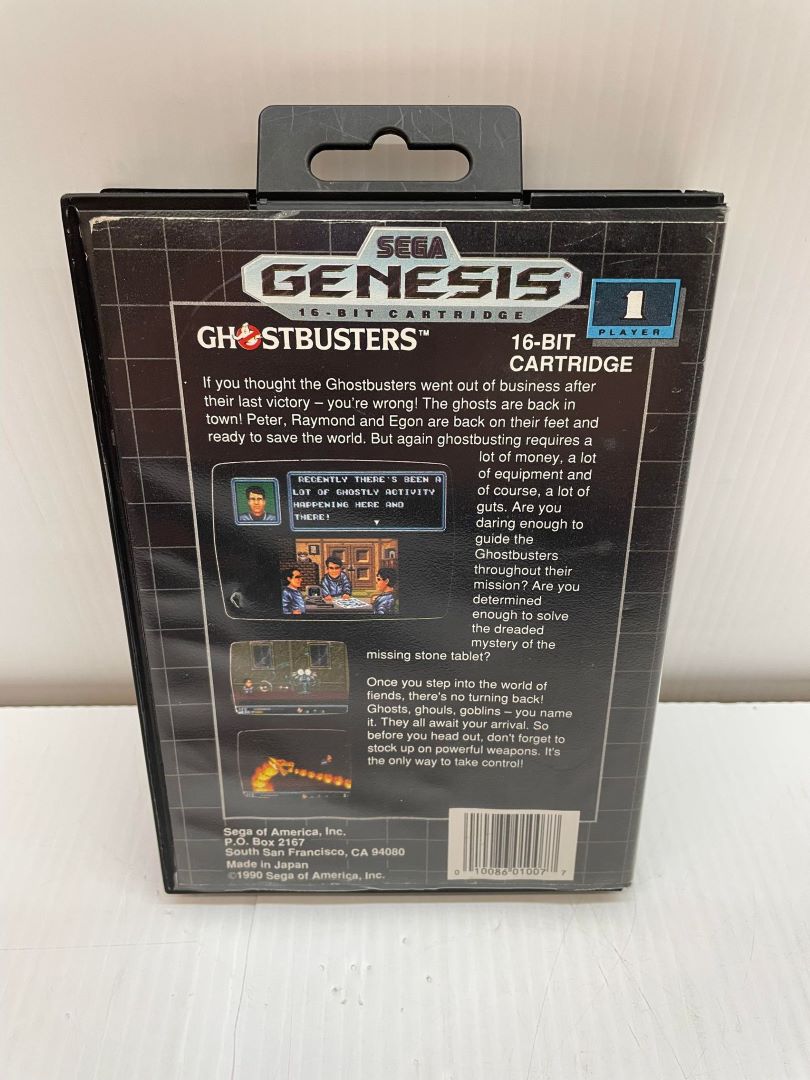 SEGA
GENESIS®
16-BIT CARTRIDGE
1
PLAYER
GHOSTBUSTERS™
16-BIT
CARTRIDGE
If you thought the Ghostbusters went out of business after
their last victory – you're wrong! The ghosts are back in
town! Peter, Raymond and Egon are back on their feet and
ready to save the world. But again ghostbusting requires a
lot of money, a lot
of equipment and
of course, a lot of
guts. Are you
daring enough to
guide the
Ghostbusters
throughout their
mission? Are you
determined
enough to solve
the dreaded
mystery of the
missing stone tablet?
RECENTLY THERE'S BEEN A
LOT OF GHOSTLY ACTIVITY
HAPPENING HERE AND
THERE!
Once you step into the world of
fiends, there's no turning back!
Ghosts, ghouls, goblins – you name
it. They all await your arrival. So
before you head out, don't forget to
stock up on powerful weapons. It's
the only way to take control!
Sega of America, Inc.
P.O. Box 2167
South San Francisco, CA 94080
Made in Japan
©1990 Sega of America, Inc.
0 10086 01007 7